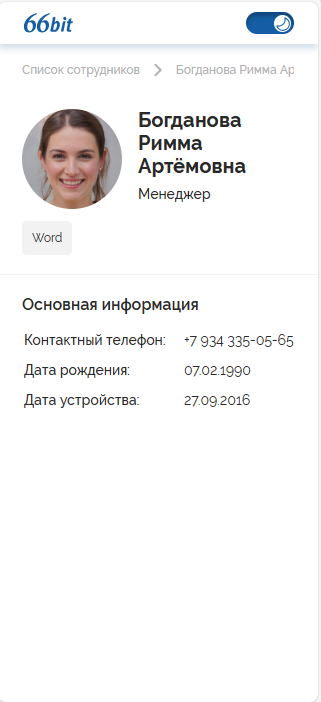 66bit
Список сотрудников
Богданова Римма Ар
Богданова
Римма
Артёмовна
Менеджер
Word
Основная информация
Контактный телефон: +7 934 335-05-65
Дата рождения: 07.02.1990
Дата устройства: 27.09.2016